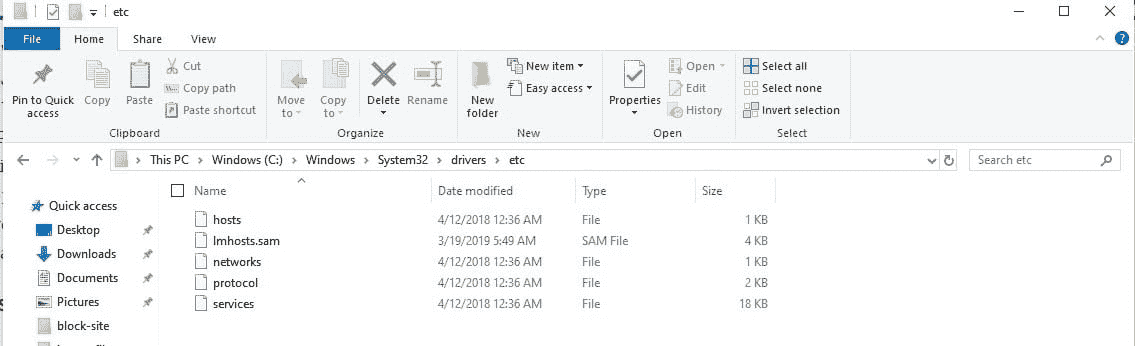 etc
File Home Share View
Pin to Quick access
Copy
Paste
Cut
Copy path
Paste shortcut
Clipboard
Move to
Copy to
Delete
Rename
Organize
New folder
New item
Easy access
New
Properties
Open
Edit
History
Open
Select all
Select none
Invert selection
Select
This PC > Windows (C:) > Windows > System32 > drivers > etc
Search etc
Name Date modified Type Size
Quick access
Desktop
Downloads
Documents
Pictures
block-site
hosts 4/12/2018 12:36 AM File 1 KB
lmhosts.sam 3/19/2019 5:49 AM SAM File 4 KB
networks 4/12/2018 12:36 AM File 1 KB
protocol 4/12/2018 12:36 AM File 2 KB
services 4/12/2018 12:36 AM File 18 KB